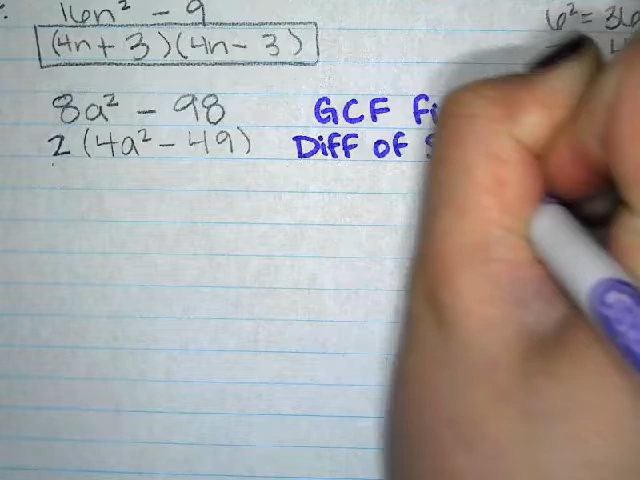 16n² - 9
(4n + 3)(4n - 3)
6² = 36
8a² - 98 GCF
2(4a² - 49) Diff of